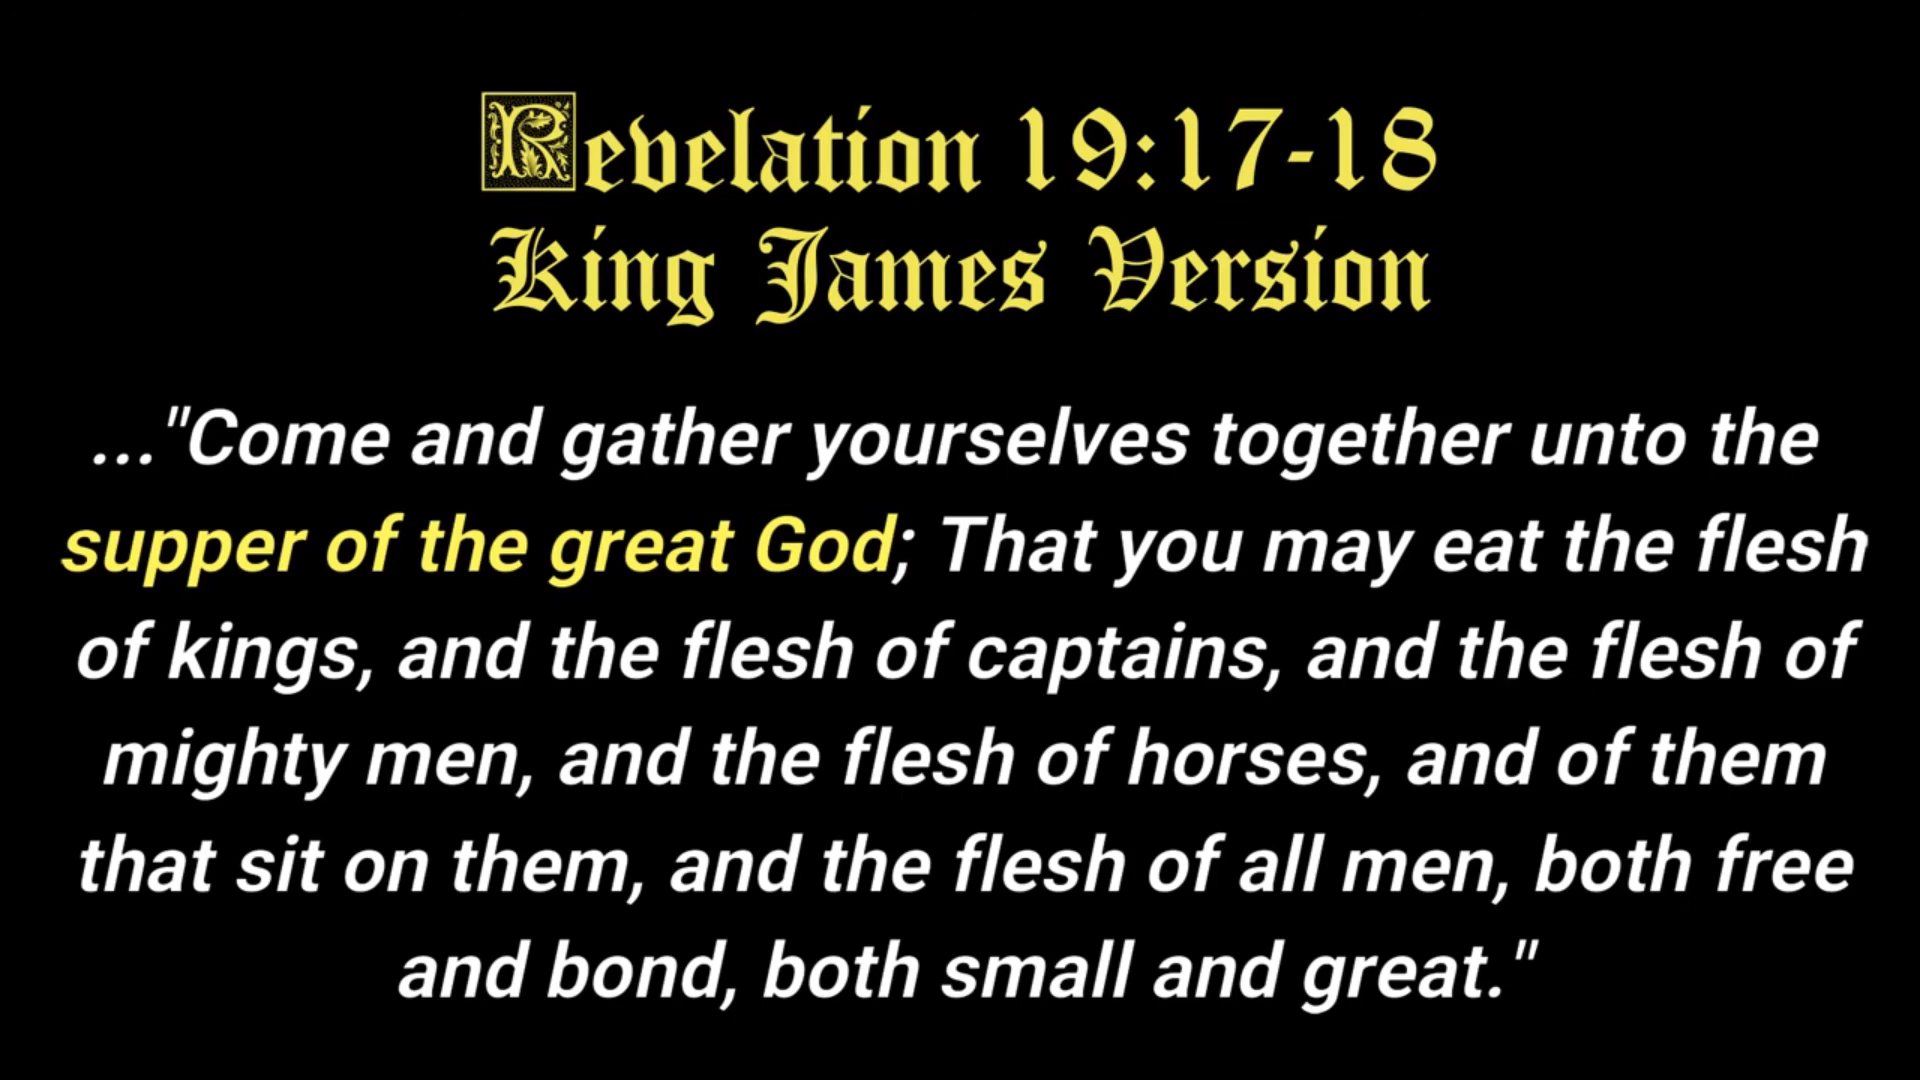 Revelation 19:17-18
King James Version
..."Come and gather yourselves together unto the
supper of the great God; That you may eat the flesh
of kings, and the flesh of captains, and the flesh of
mighty men, and the flesh of horses, and of them
that sit on them, and the flesh of all men, both free
and bond, both small and great."